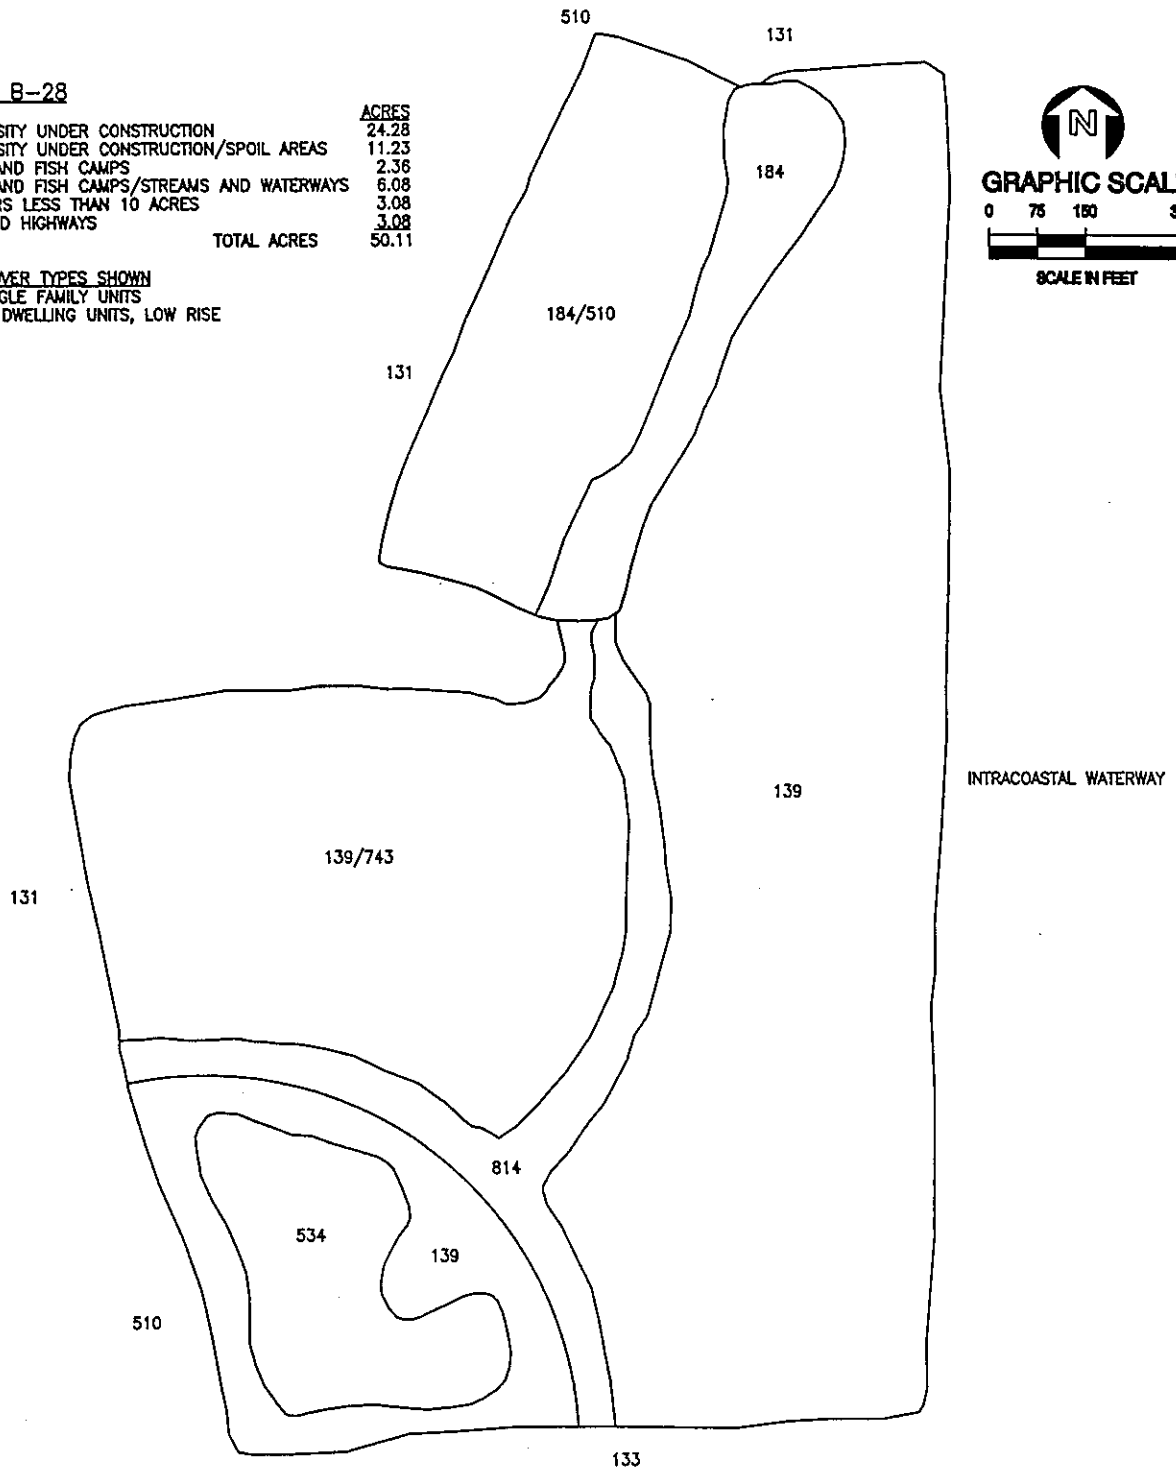 510
131
B-28
ACRES
SITY UNDER CONSTRUCTION 24.28
SITY UNDER CONSTRUCTION/SPOIL AREAS 11.23
AND FISH CAMPS 2.36
AND FISH CAMPS/STREAMS AND WATERWAYS 6.08
RS LESS THAN 10 ACRES 3.08
D HIGHWAYS 3.08
TOTAL ACRES 50.11
VER TYPES SHOWN
GLE FAMILY UNITS
DWELLING UNITS, LOW RISE
N
GRAPHIC SCAL
0 75 150 3
SCALE IN FEET
184
184/510
131
139
INTRACOASTAL WATERWAY
139/743
131
814
534
139
510
133